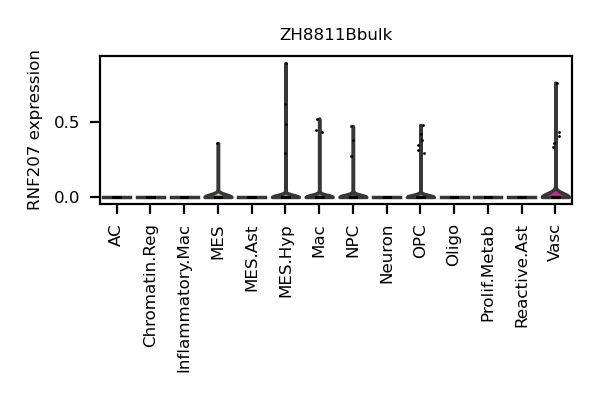 ZH8811Bbulk
RNF207 expression
0.5
0.0
AC
Chromatin.Reg
Inflammatory.Mac
MES
MES.Ast
MES.Hyp
Mac
NPC
Neuron
OPC
Oligo
Prolif.Metab
Reactive.Ast
Vasc